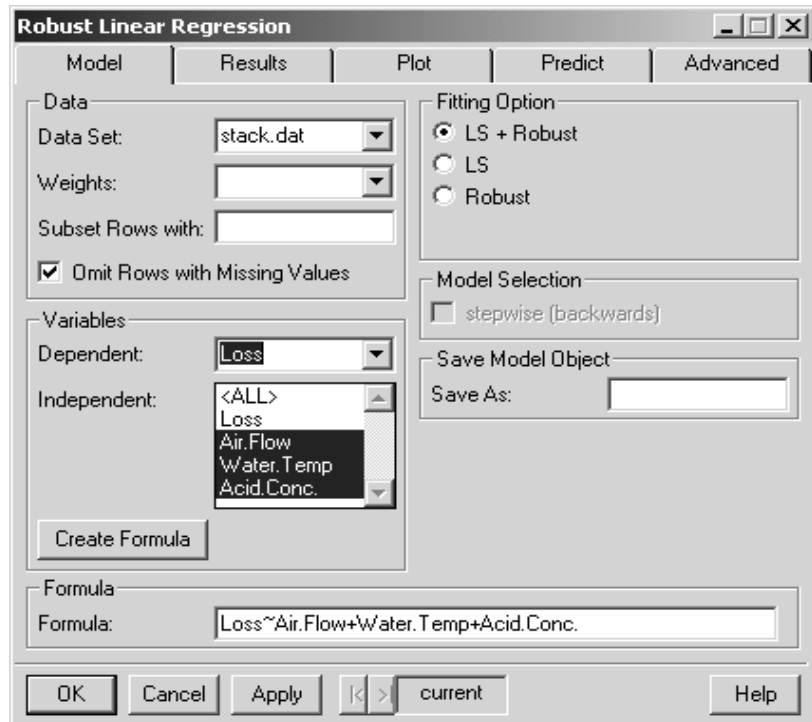 Robust Linear Regression
Model Results Plot Predict Advanced
Data
Data Set: stack.dat
Weights:
Subset Rows with:
Omit Rows with Missing Values
Variables
Dependent: Loss
Independent: <ALL>
Loss
Air.Flow
Water.Temp
Acid.Conc.
Create Formula
Fitting Option
LS + Robust
LS
Robust
Model Selection
stepwise (backwards)
Save Model Object
Save As:
Formula
Formula: Loss~Air.Flow+Water.Temp+Acid.Conc.
OK Cancel Apply |< >| current Help